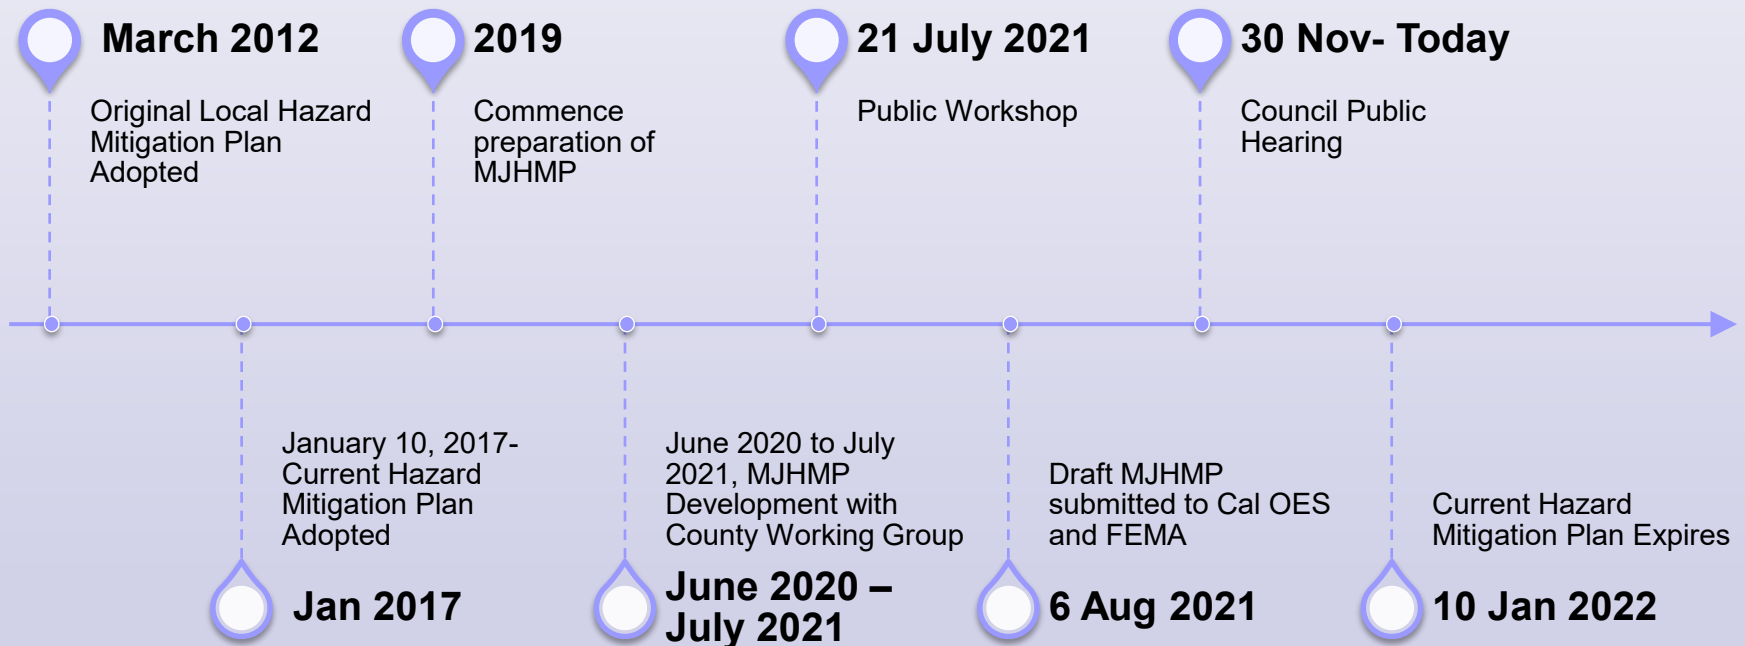 March 2012
Original Local Hazard
Mitigation Plan
Adopted
2019
Commence
preparation of
MJHMP
21 July 2021
Public Workshop
30 Nov- Today
Council Public
Hearing
January 10, 2017-
Current Hazard
Mitigation Plan
Adopted
Jan 2017
June 2020 to July
2021, MJHMP
Development with
County Working Group
June 2020 –
July 2021
Draft MJHMP
submitted to Cal OES
and FEMA
6 Aug 2021
Current Hazard
Mitigation Plan Expires
10 Jan 2022